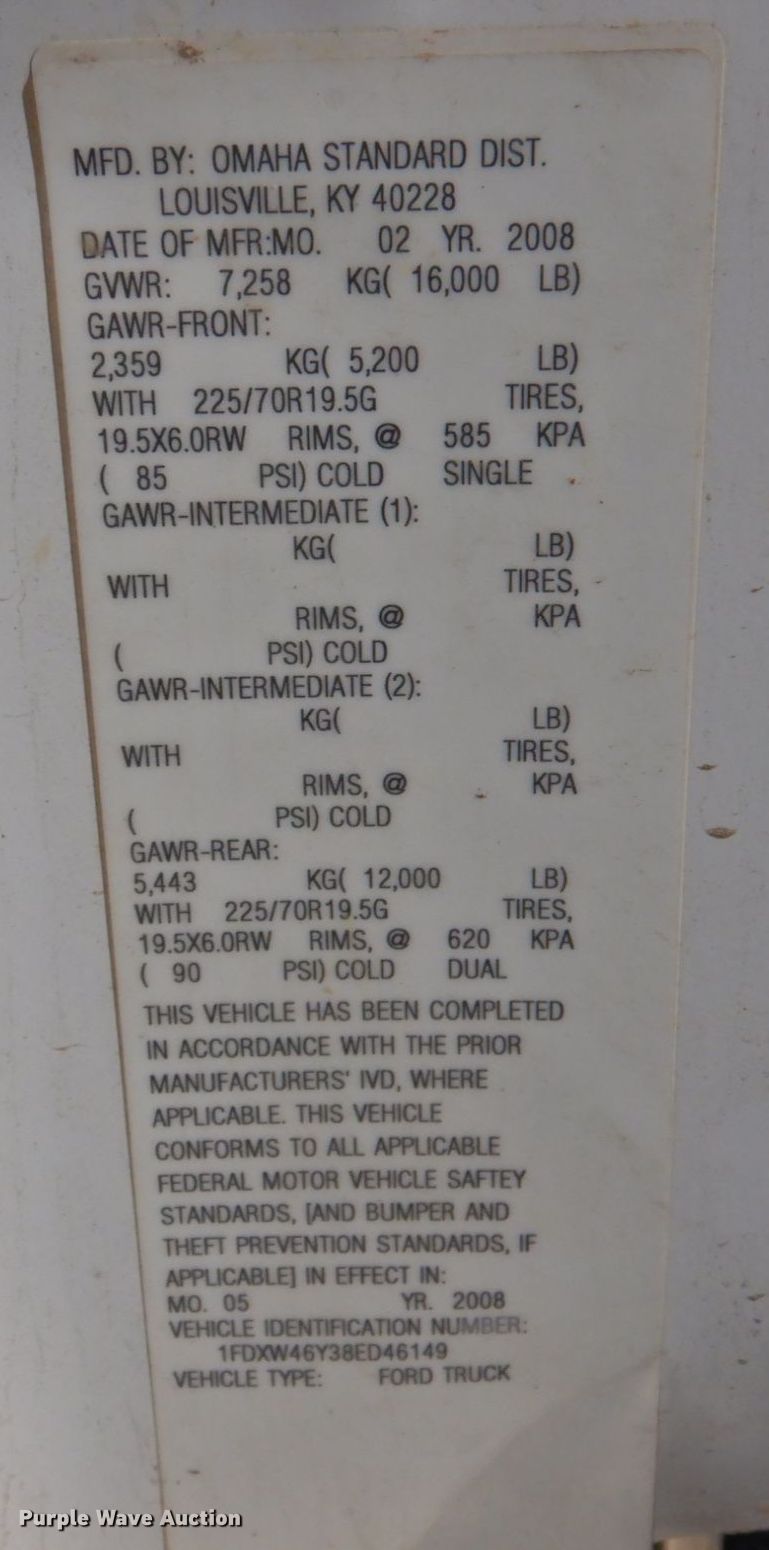 MFD. BY: OMAHA STANDARD DIST.
LOUISVILLE, KY 40228
DATE OF MFR:MO. 02 YR. 2008
GVWR: 7,258 KG( 16,000 LB)
GAWR-FRONT:
2,359 KG( 5,200 LB)
WITH 225/70R19.5G TIRES,
19.5X6.0RW RIMS, @ 585 KPA
( 85 PSI) COLD SINGLE
GAWR-INTERMEDIATE (1):
KG( LB)
WITH TIRES,
RIMS, @ KPA
( PSI) COLD
GAWR-INTERMEDIATE (2):
KG( LB)
WITH TIRES,
RIMS, @ KPA
( PSI) COLD
GAWR-REAR:
5,443 KG( 12,000 LB)
WITH 225/70R19.5G TIRES,
19.5X6.0RW RIMS, @ 620 KPA
( 90 PSI) COLD DUAL
THIS VEHICLE HAS BEEN COMPLETED
IN ACCORDANCE WITH THE PRIOR
MANUFACTURERS' IVD, WHERE
APPLICABLE. THIS VEHICLE
CONFORMS TO ALL APPLICABLE
FEDERAL MOTOR VEHICLE SAFTEY
STANDARDS, [AND BUMPER AND
THEFT PREVENTION STANDARDS, IF
APPLICABLE] IN EFFECT IN:
MO. 05 YR. 2008
VEHICLE IDENTIFICATION NUMBER:
1FDXW46Y38ED46149
VEHICLE TYPE: FORD TRUCK
Purple Wave Auction